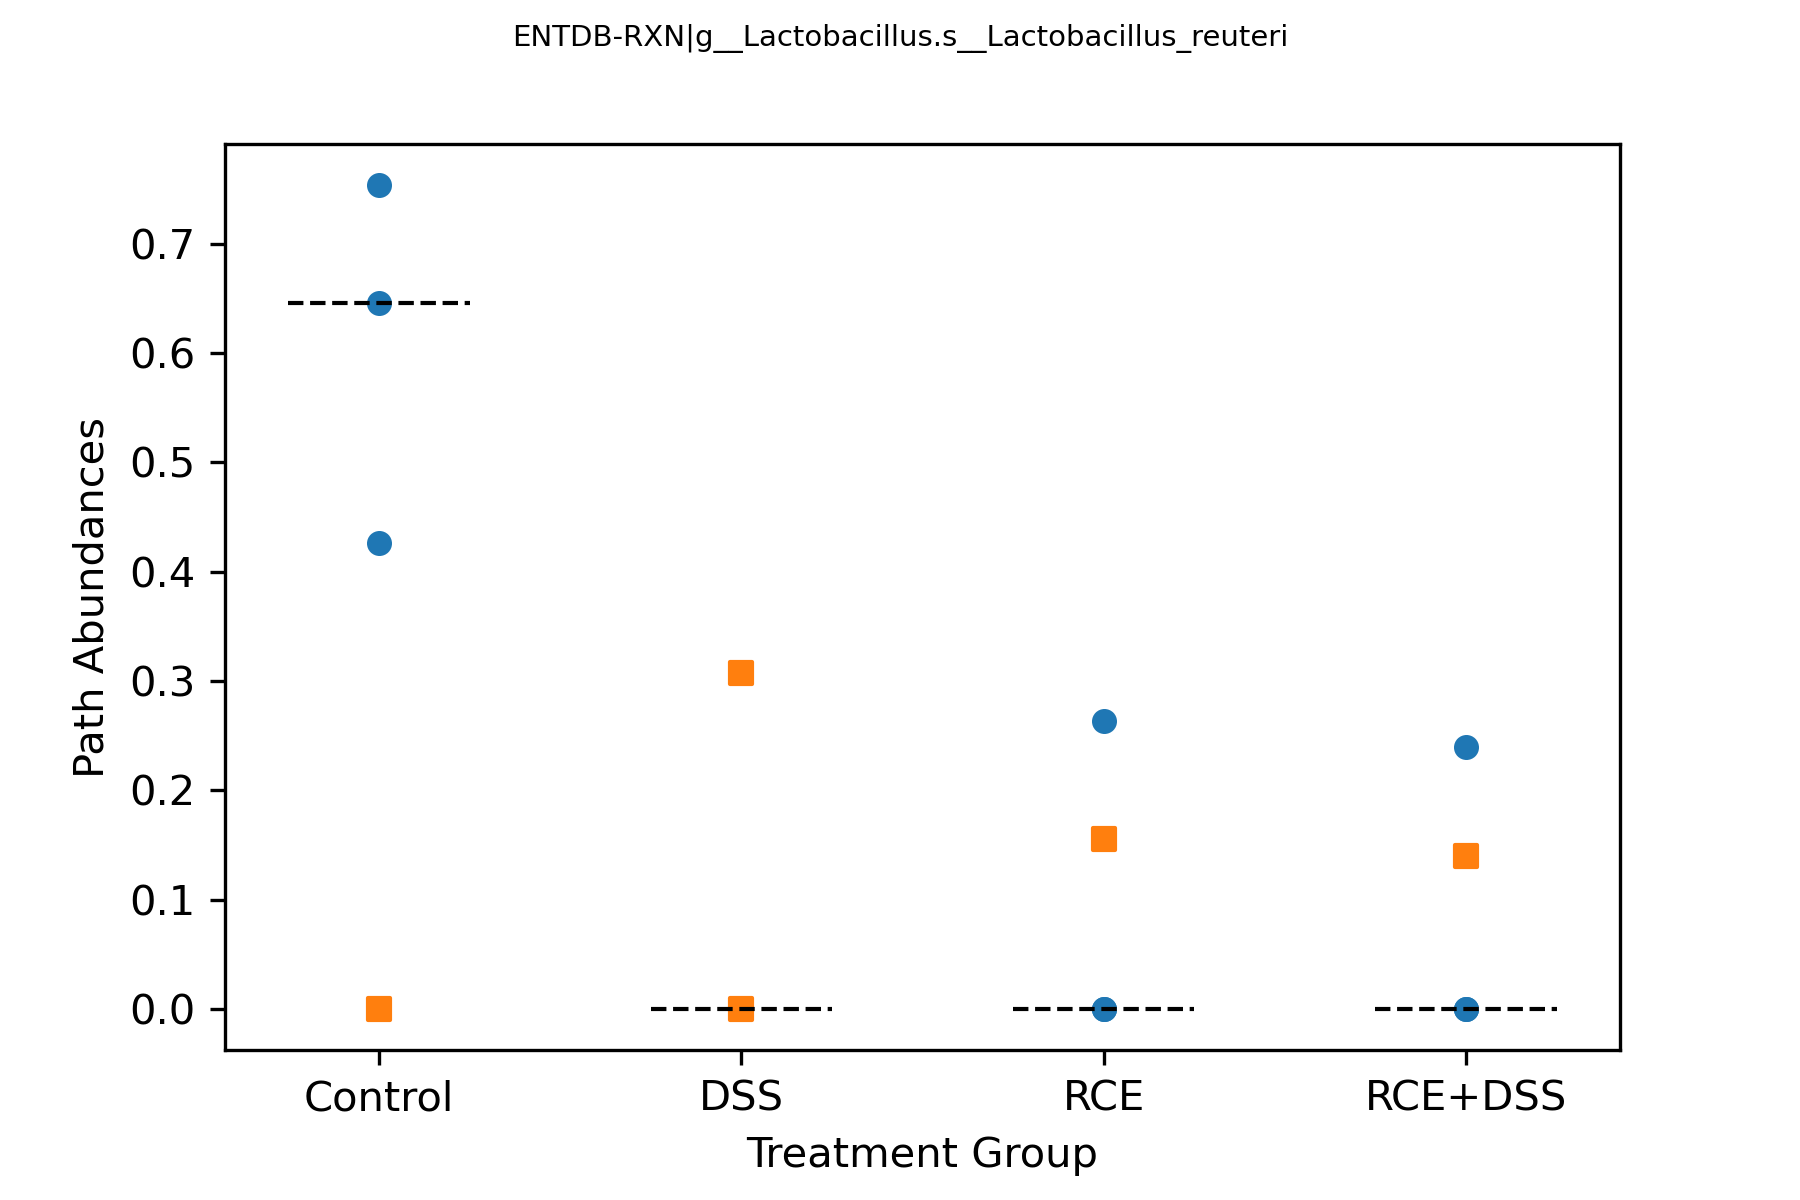 ENTDB-RXN|g__Lactobacillus.s__Lactobacillus_reuteri
Path Abundances
0.7
0.6
0.5
0.4
0.3
0.2
0.1
0.0
Control DSS RCE RCE+DSS
Treatment Group